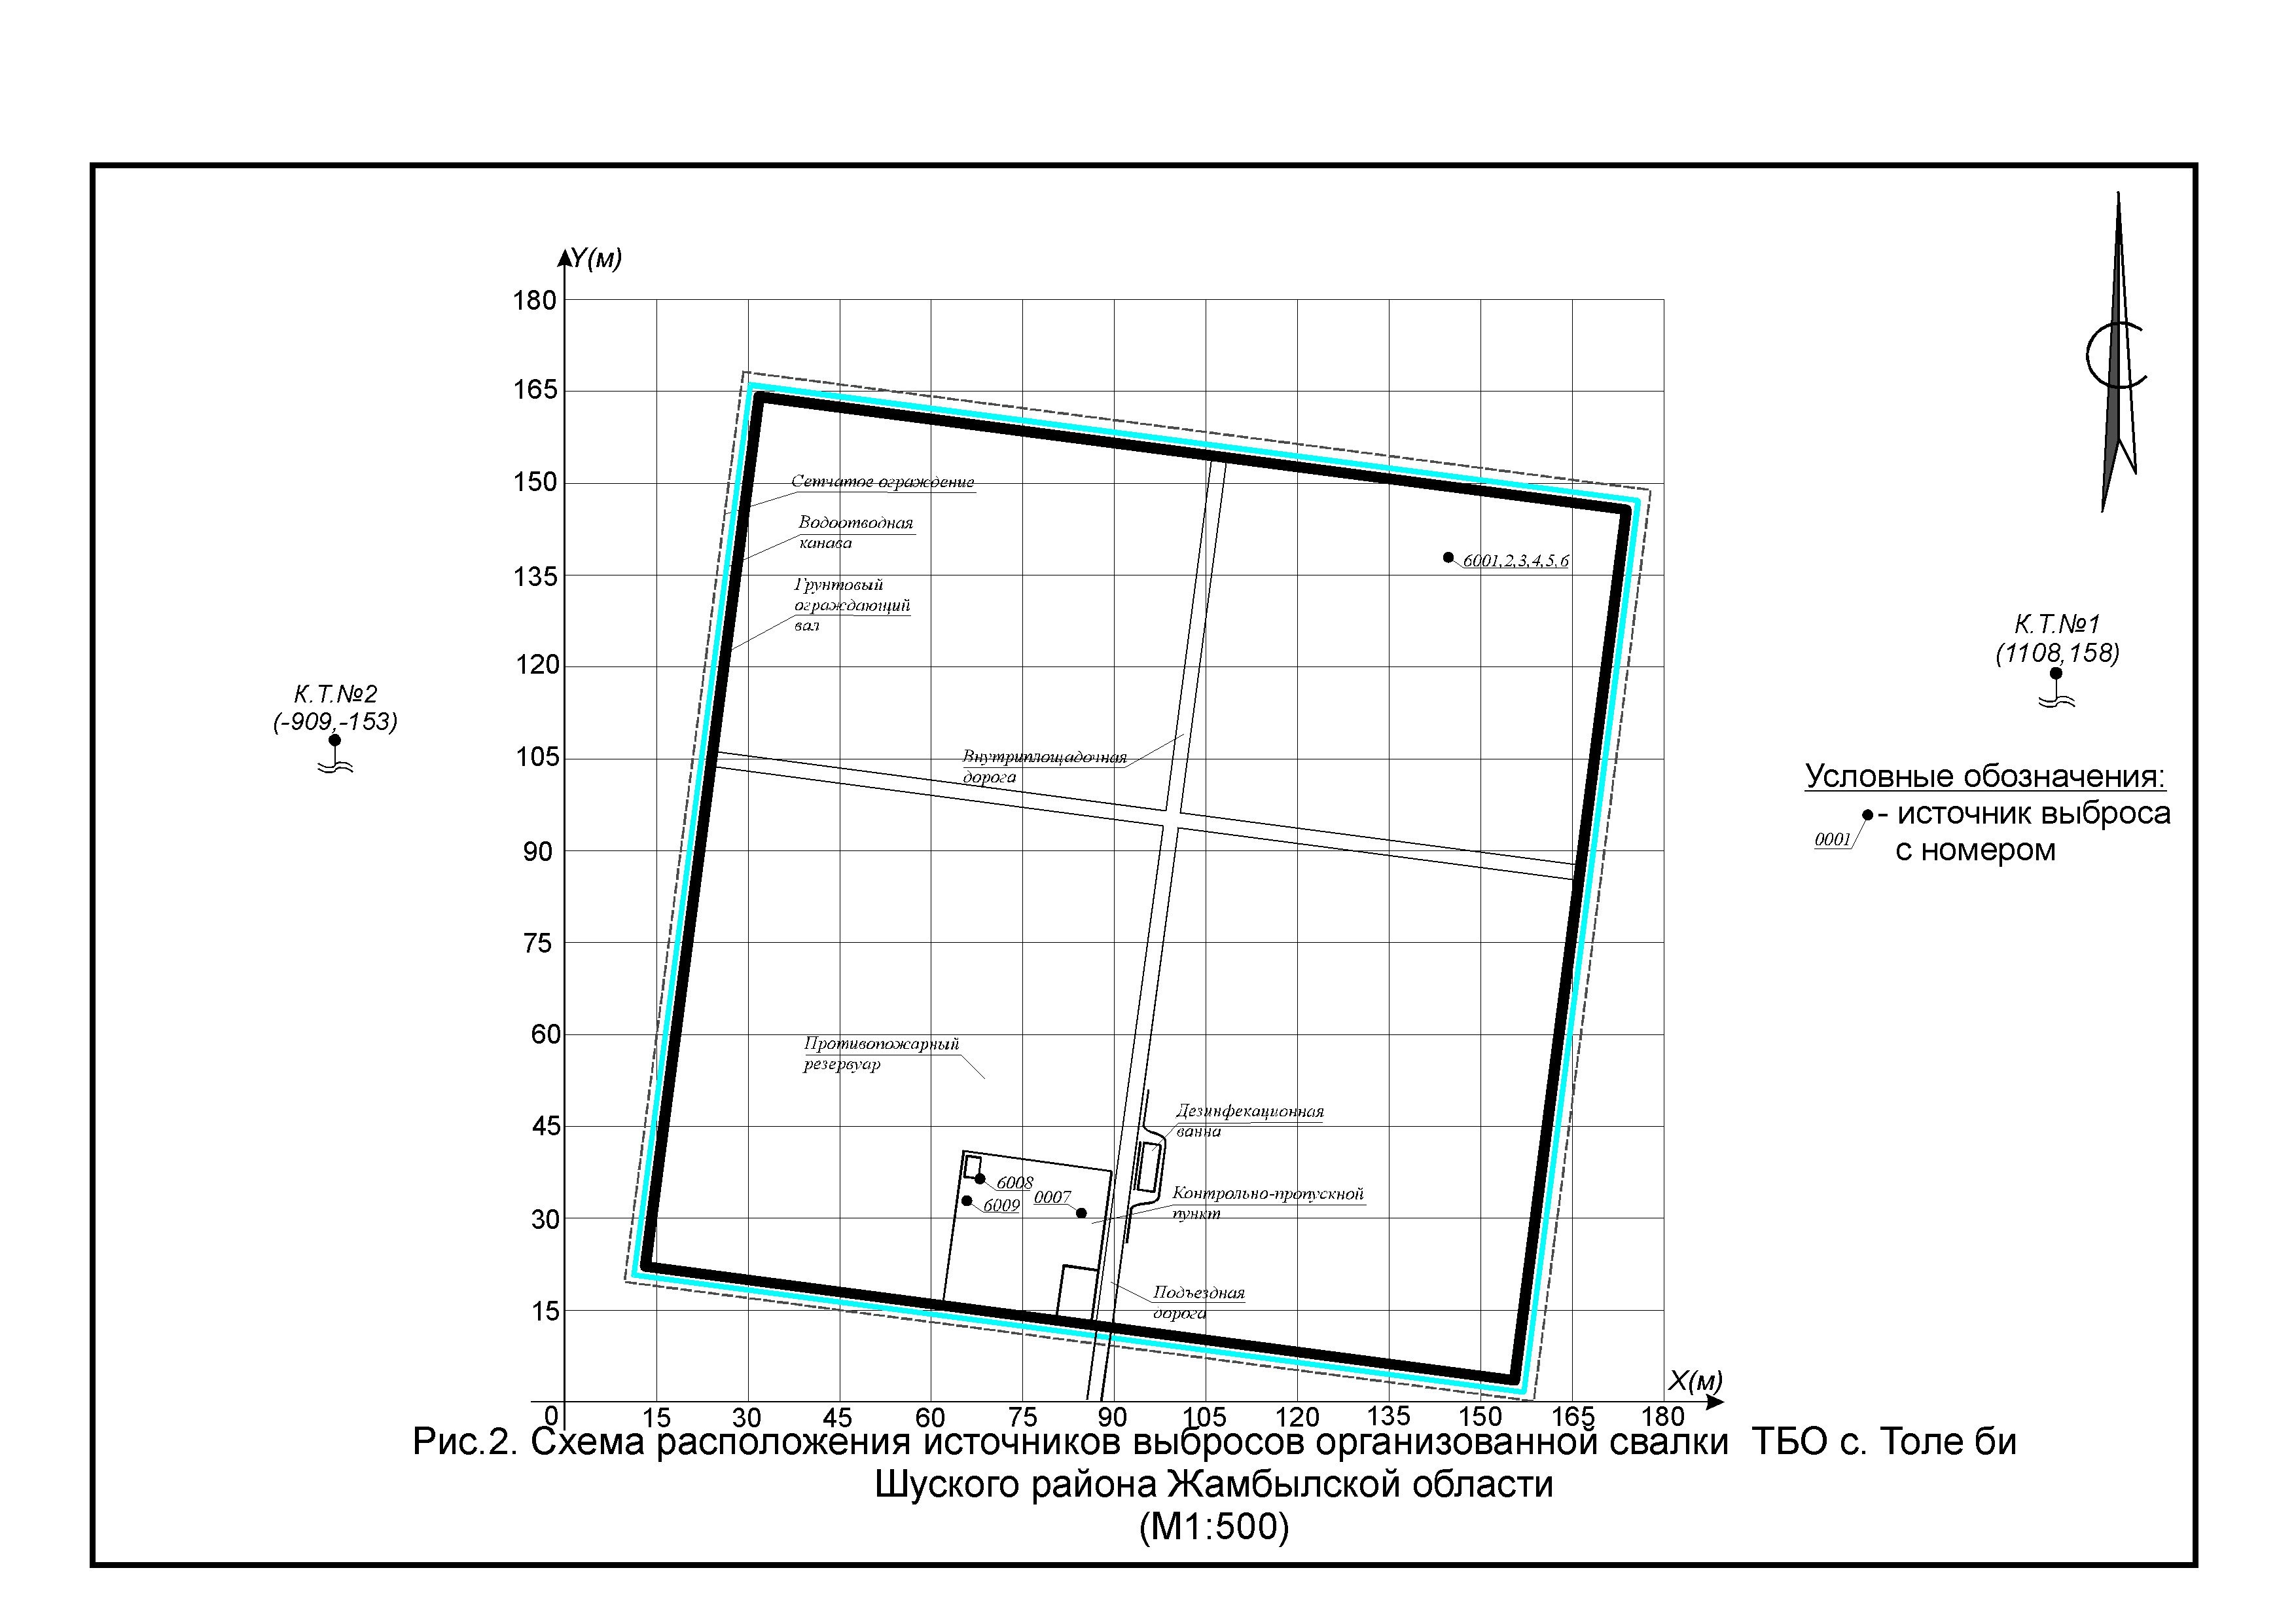 Y(м)
180
165
150
135
120
105
90
75
60
45
30
15
0
15
30
45
60
75
90
105
120
135
150
165
180
X(м)
Сетчатое ограждение
Водоотводная
канава
Грунтовый
ограждающий
вал
6001,2,3,4,5,6
К.Т.№1
(1108,158)
К.Т.№2
(-909,-153)
Внутриплощадочная
дорога
Условные обозначения:
- источник выброса
0001
с номером
Противопожарный
резервуар
Дезинфекационная
ванна
6008
6009
0007
Контрольно-пропускной
пункт
Подъездная
дорога
Рис.2. Схема расположения источников выбросов организованной свалки ТБО с. Толе би
Шуского района Жамбылской области
(М1:500)